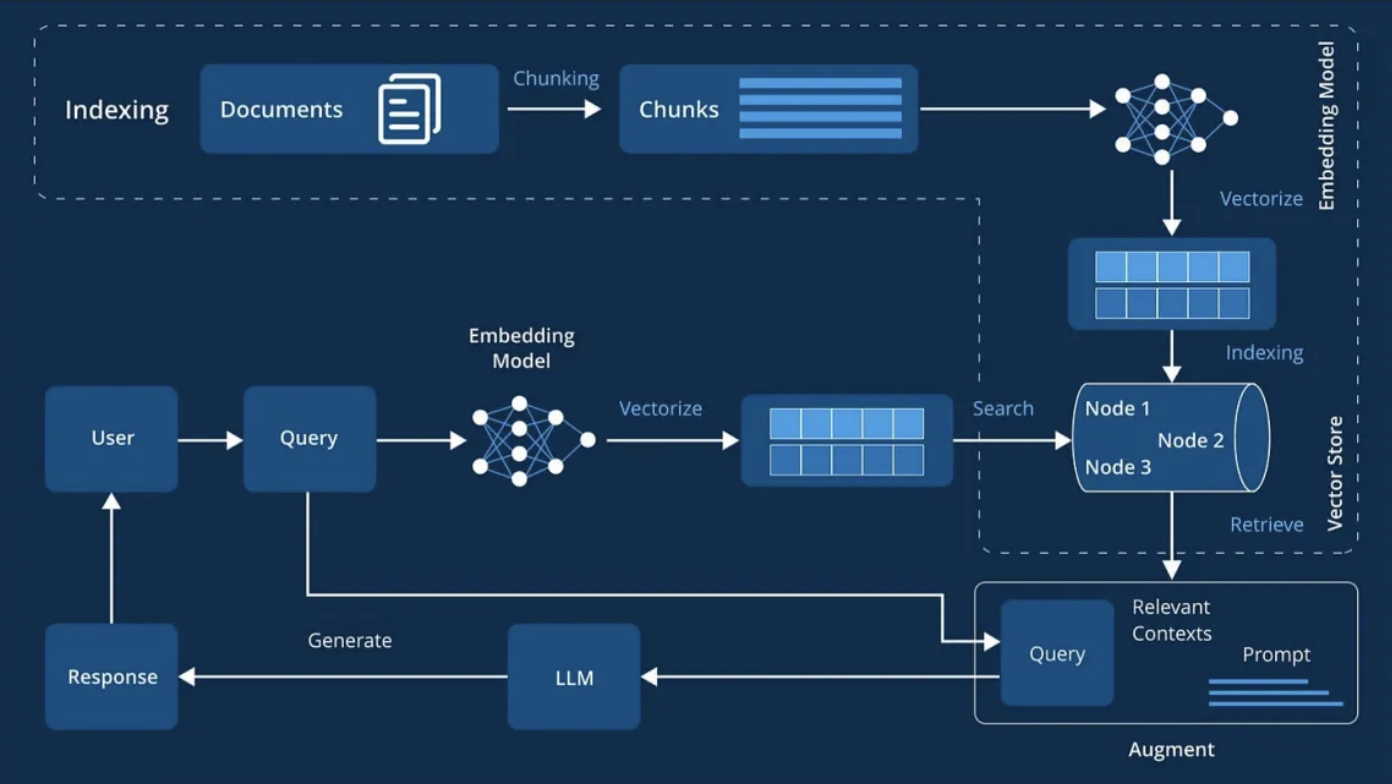 Indexing
Documents
Chunking
Chunks
Embedding Model
Vectorize
Indexing
Embedding
Model
User
Query
Vectorize
Search
Node 1
Node 2
Node 3
Vector Store
Retrieve
Relevant
Contexts
Query
Prompt
Generate
LLM
Response
Augment